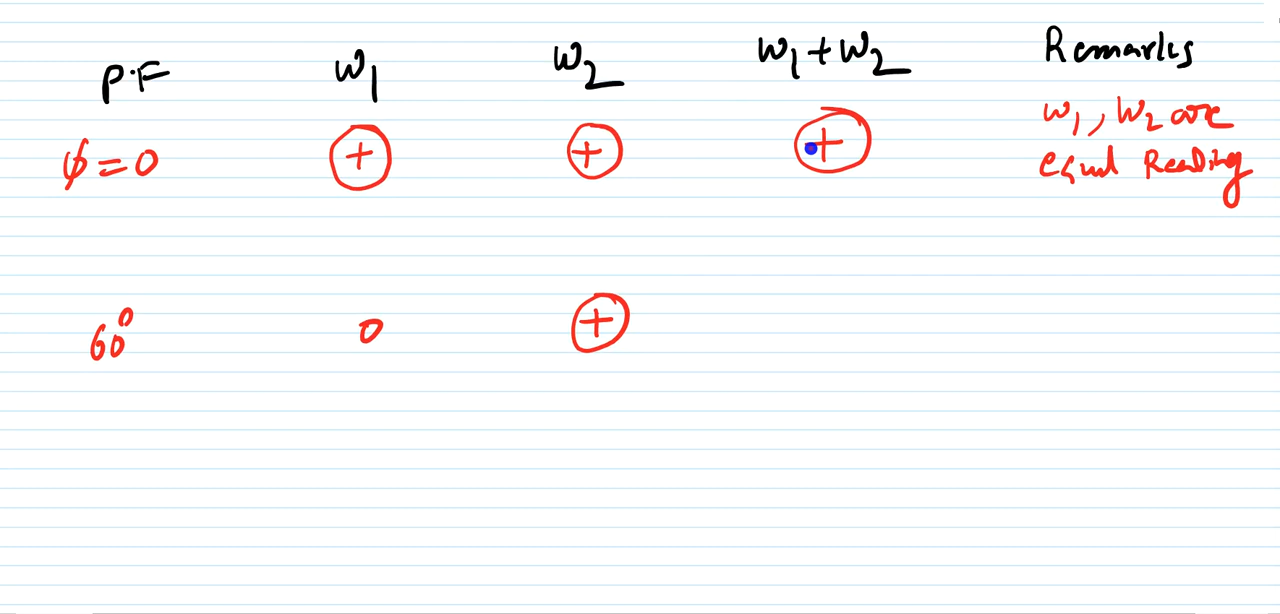 P.F W1 W2 W1+W2 Remarks
φ=0 + + + W1, W2 are
equal Reading
60° 0 +